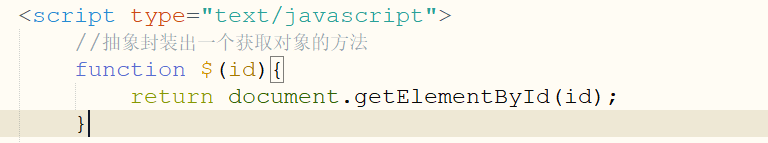 <script type="text/javascript">
//抽象封装出一个获取对象的方法
function $(id){
return document.getElementById(id);
}